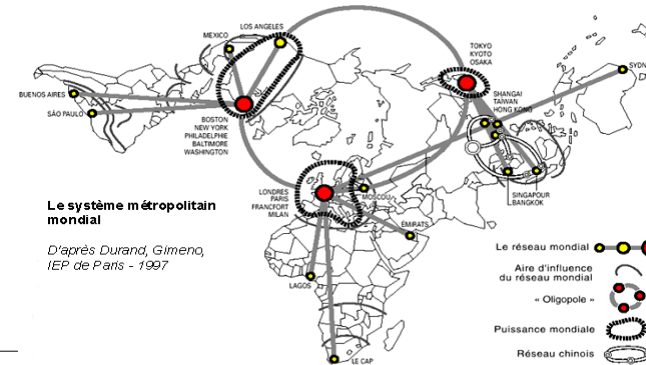 MEXICO
LOS ANGELES
BUENOS AIRES
SÃO PAULO
BOSTON
NEW YORK
PHILADELPHIE
BALTIMORE
WASHINGTON
TOKYO
KYOTO
OSAKA
SHANGAI
TAIWAN
HONG KONG
SYDN
LONDRES
PARIS
FRANCFORT
MILAN
MOSCOU
ÉMIRATS
SINGAPOUR
BANGKOK
LAGOS
LE CAP
Le système métropolitain
mondial
D'après Durand, Gimeno,
IEP de Paris - 1997
Le réseau mondial
Aire d'influence
du réseau mondial
« Oligopole »
Puissance mondiale
Réseau chinois